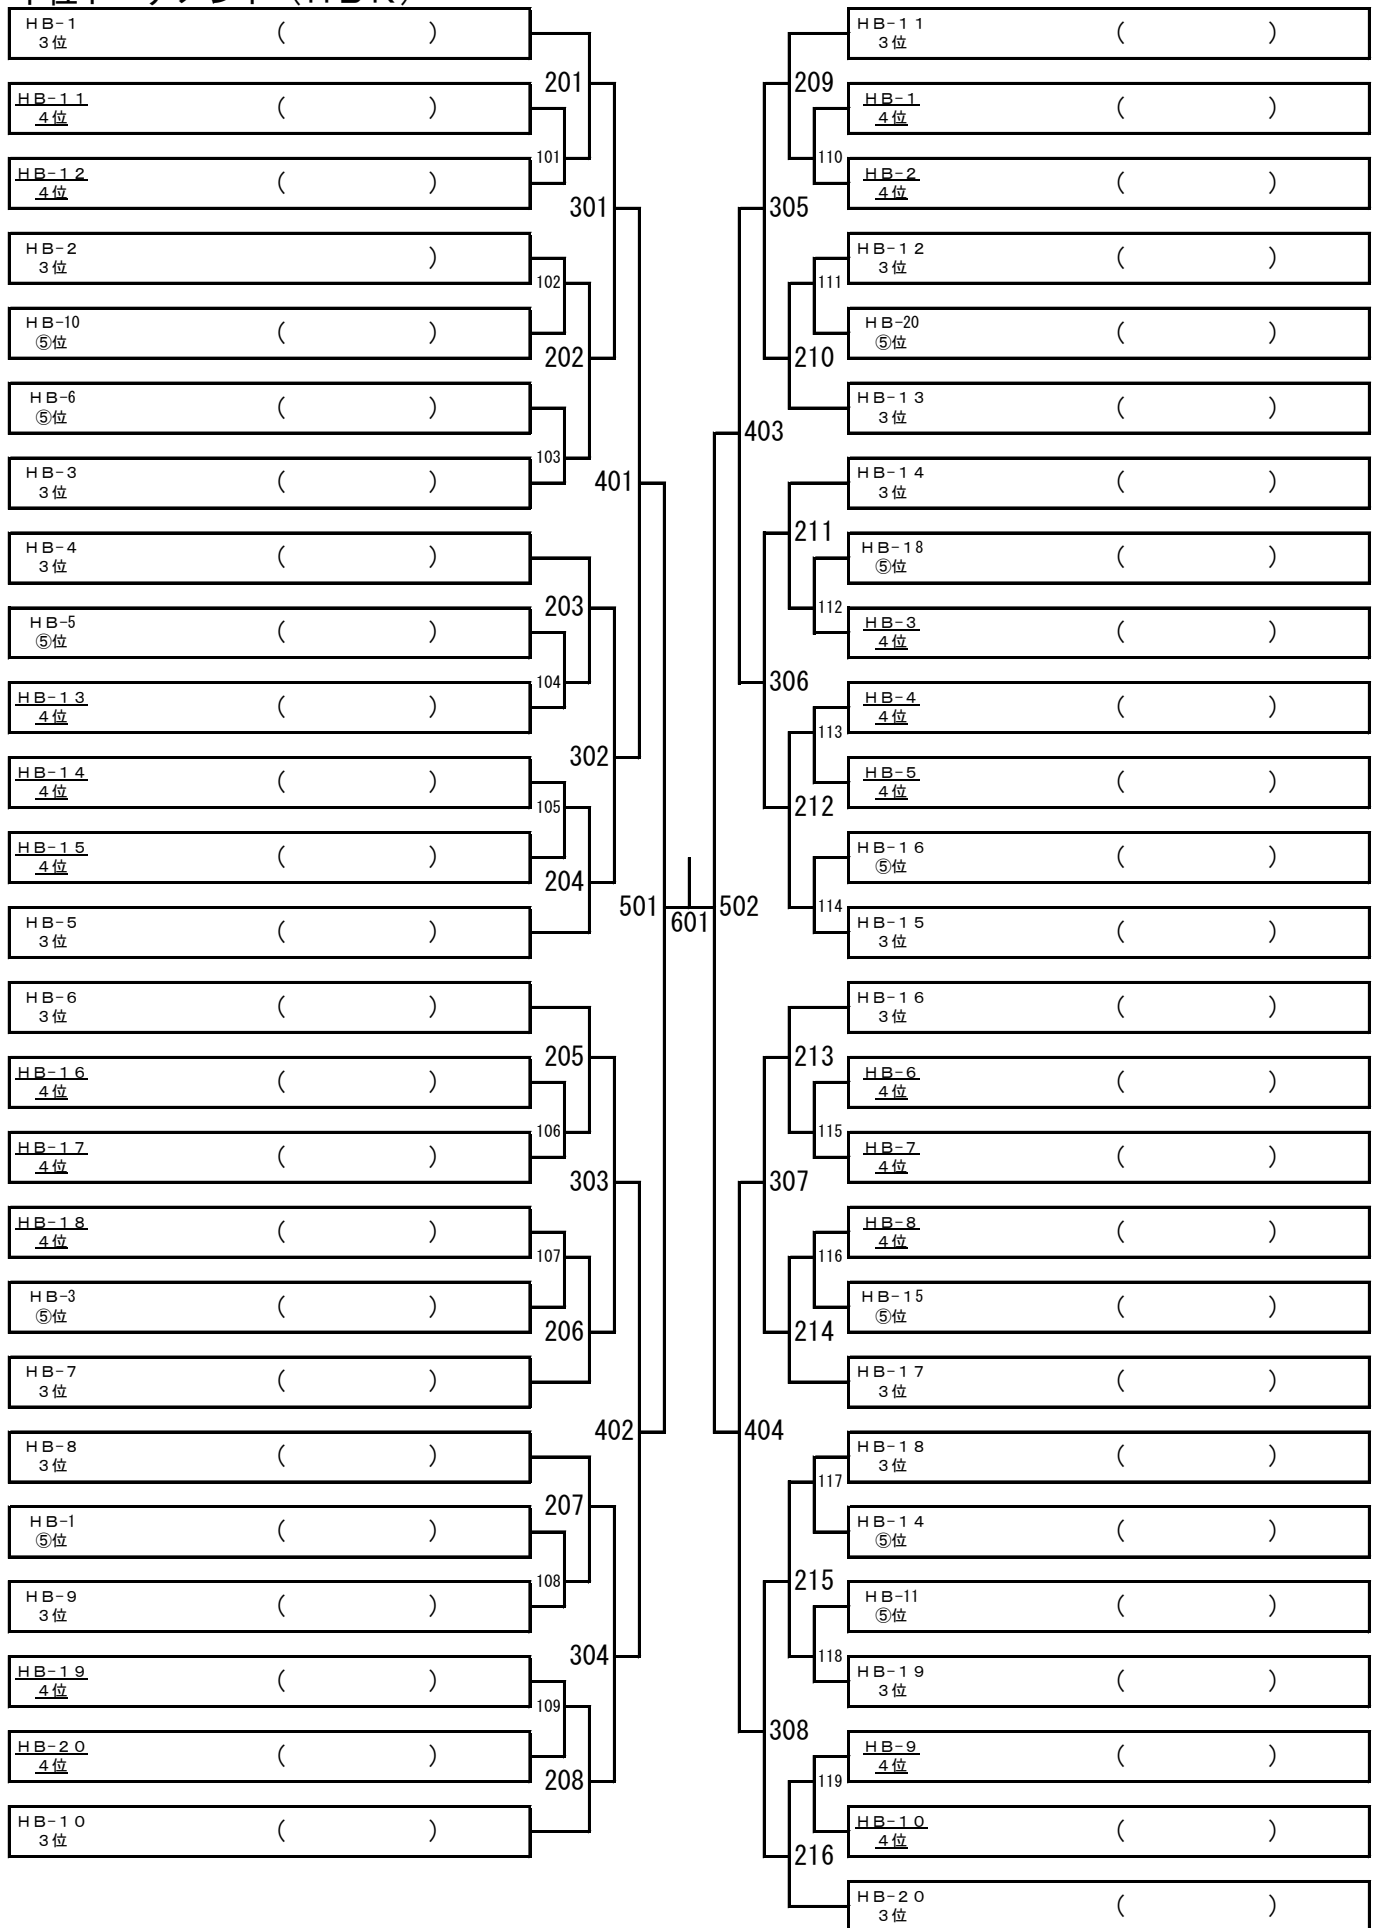 HB-1 ( )
3位
HB-11 ( )
4位
HB-12 ( )
4位
HB-2 )
3位
HB-10 ( )
⑤位
HB-6 ( )
⑤位
HB-3 ( )
3位
HB-4 ( )
3位
HB-5 ( )
⑤位
HB-13 ( )
4位
HB-14 ( )
4位
HB-15 ( )
4位
HB-5 ( )
3位
HB-6 ( )
3位
HB-16 ( )
4位
HB-17 ( )
4位
HB-18 ( )
4位
HB-3 ( )
⑤位
HB-7 ( )
3位
HB-8 ( )
3位
HB-1 ( )
⑤位
HB-9 ( )
3位
HB-19 ( )
4位
HB-20 ( )
4位
HB-10 ( )
3位
101
102
103
104
105
106
107
108
109
201
202
203
204
205
206
207
208
301
302
303
304
401
402
501
601
502
403
404
305
306
307
308
209
210
211
212
213
214
215
216
110
111
112
113
114
115
116
117
118
119
HB-11 ( )
3位
HB-1 ( )
4位
HB-2 ( )
4位
HB-12 ( )
3位
HB-20 ( )
⑤位
HB-13 ( )
3位
HB-14 ( )
3位
HB-18 ( )
⑤位
HB-3 ( )
4位
HB-4 ( )
4位
HB-5 ( )
4位
HB-16 ( )
⑤位
HB-15 ( )
3位
HB-16 ( )
3位
HB-6 ( )
4位
HB-7 ( )
4位
HB-8 ( )
4位
HB-15 ( )
⑤位
HB-17 ( )
3位
HB-18 ( )
3位
HB-14 ( )
⑤位
HB-11 ( )
⑤位
HB-19 ( )
3位
HB-9 ( )
4位
HB-10 ( )
4位
HB-20 ( )
3位